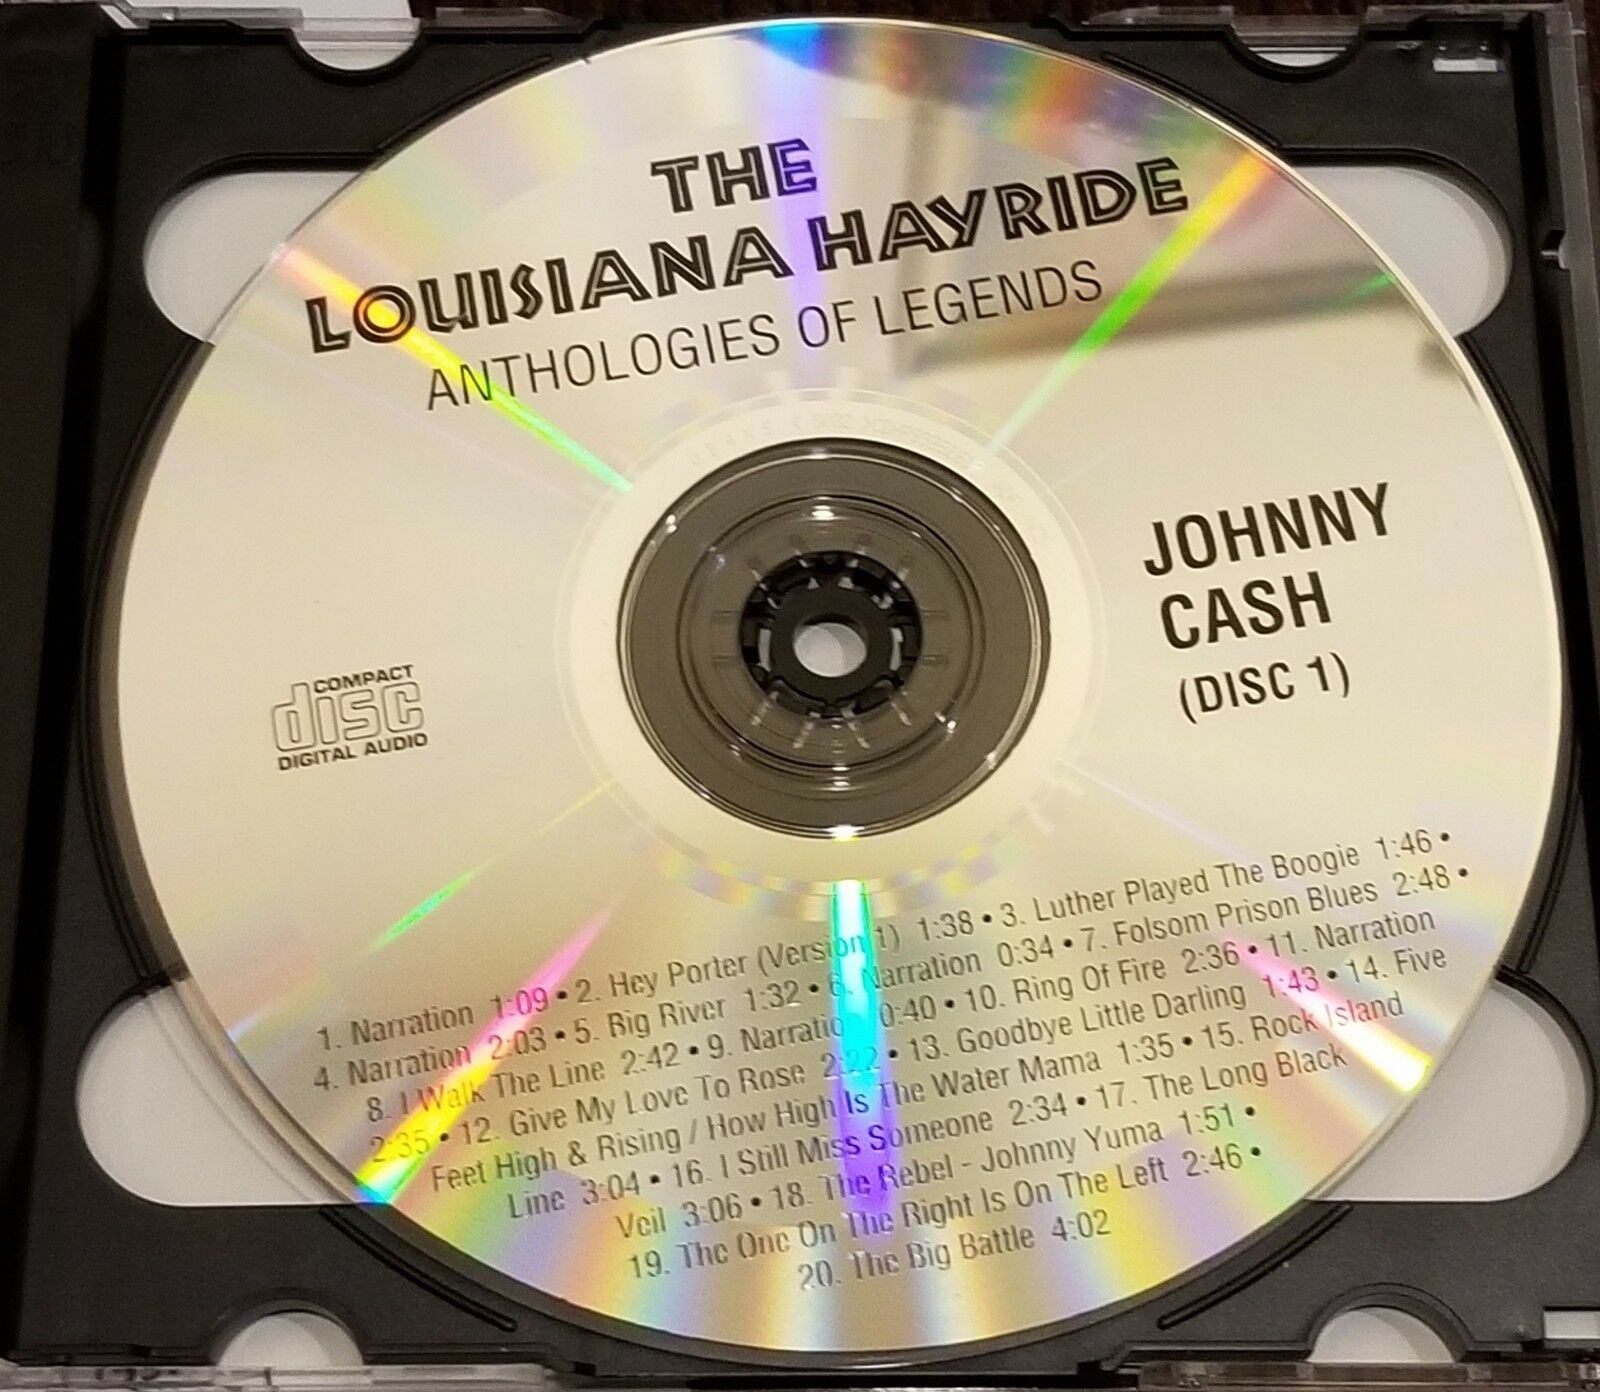 THE
LOUISIANA HAYRIDE
ANTHOLOGIES OF LEGENDS
JOHNNY
CASH
(DISC 1)
COMPACT
disc
DIGITAL AUDIO
1. Narration 1:09 • 2. Hey Porter (Version 1) 1:38 • 3. Luther Played The Boogie 1:46 •
4. Narration 2:03 • 5. Big River 1:32 • 6. Narration 0:34 • 7. Folsom Prison Blues 2:48 •
8. I Walk The Line 2:42 • 9. Narration 0:40 • 10. Ring Of Fire 2:36 • 11. Narration
2:35 • 12. Give My Love To Rose 2:22 • 13. Goodbye Little Darling 1:43 • 14. Five
Feet High & Rising / How High Is The Water Mama 1:35 • 15. Rock Island
Line 3:04 • 16. I Still Miss Someone 2:34 • 17. The Long Black
Veil 3:06 • 18. The Rebel - Johnny Yuma 1:51 •
19. The One On The Right Is On The Left 2:46 •
20. The Big Battle 4:02